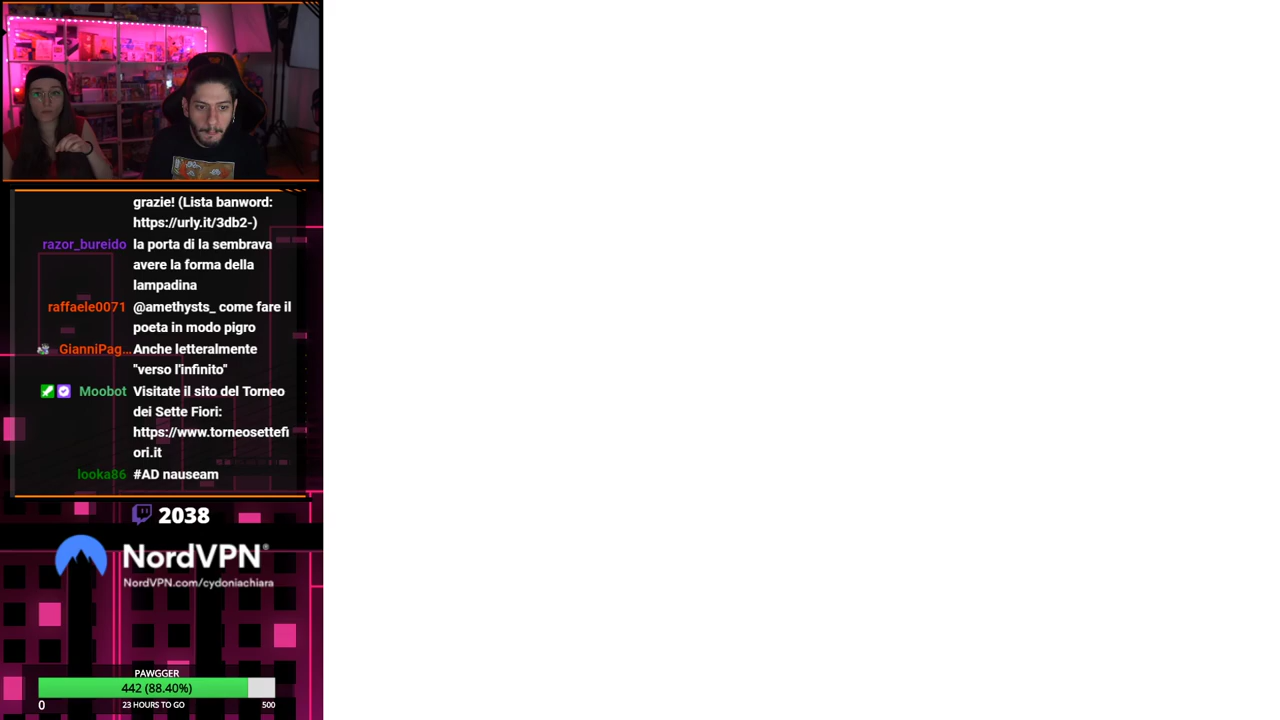 grazie! (Lista banword:
https://urly.it/3db2-)
razor_bureido la porta di la sembrava
avere la forma della
lampadina
raffaele0071 @amethysts_ come fare il
poeta in modo pigro
GianniPag... Anche letteralmente
"verso l'infinito"
Moobot Visitate il sito del Torneo
dei Sette Fiori:
https://www.torneosettefi
ori.it
looka86 #AD nauseam
2038
NordVPN®
NordVPN.com/cydoniachiara
PAWGGER
442 (88.40%)
0 23 HOURS TO GO 500